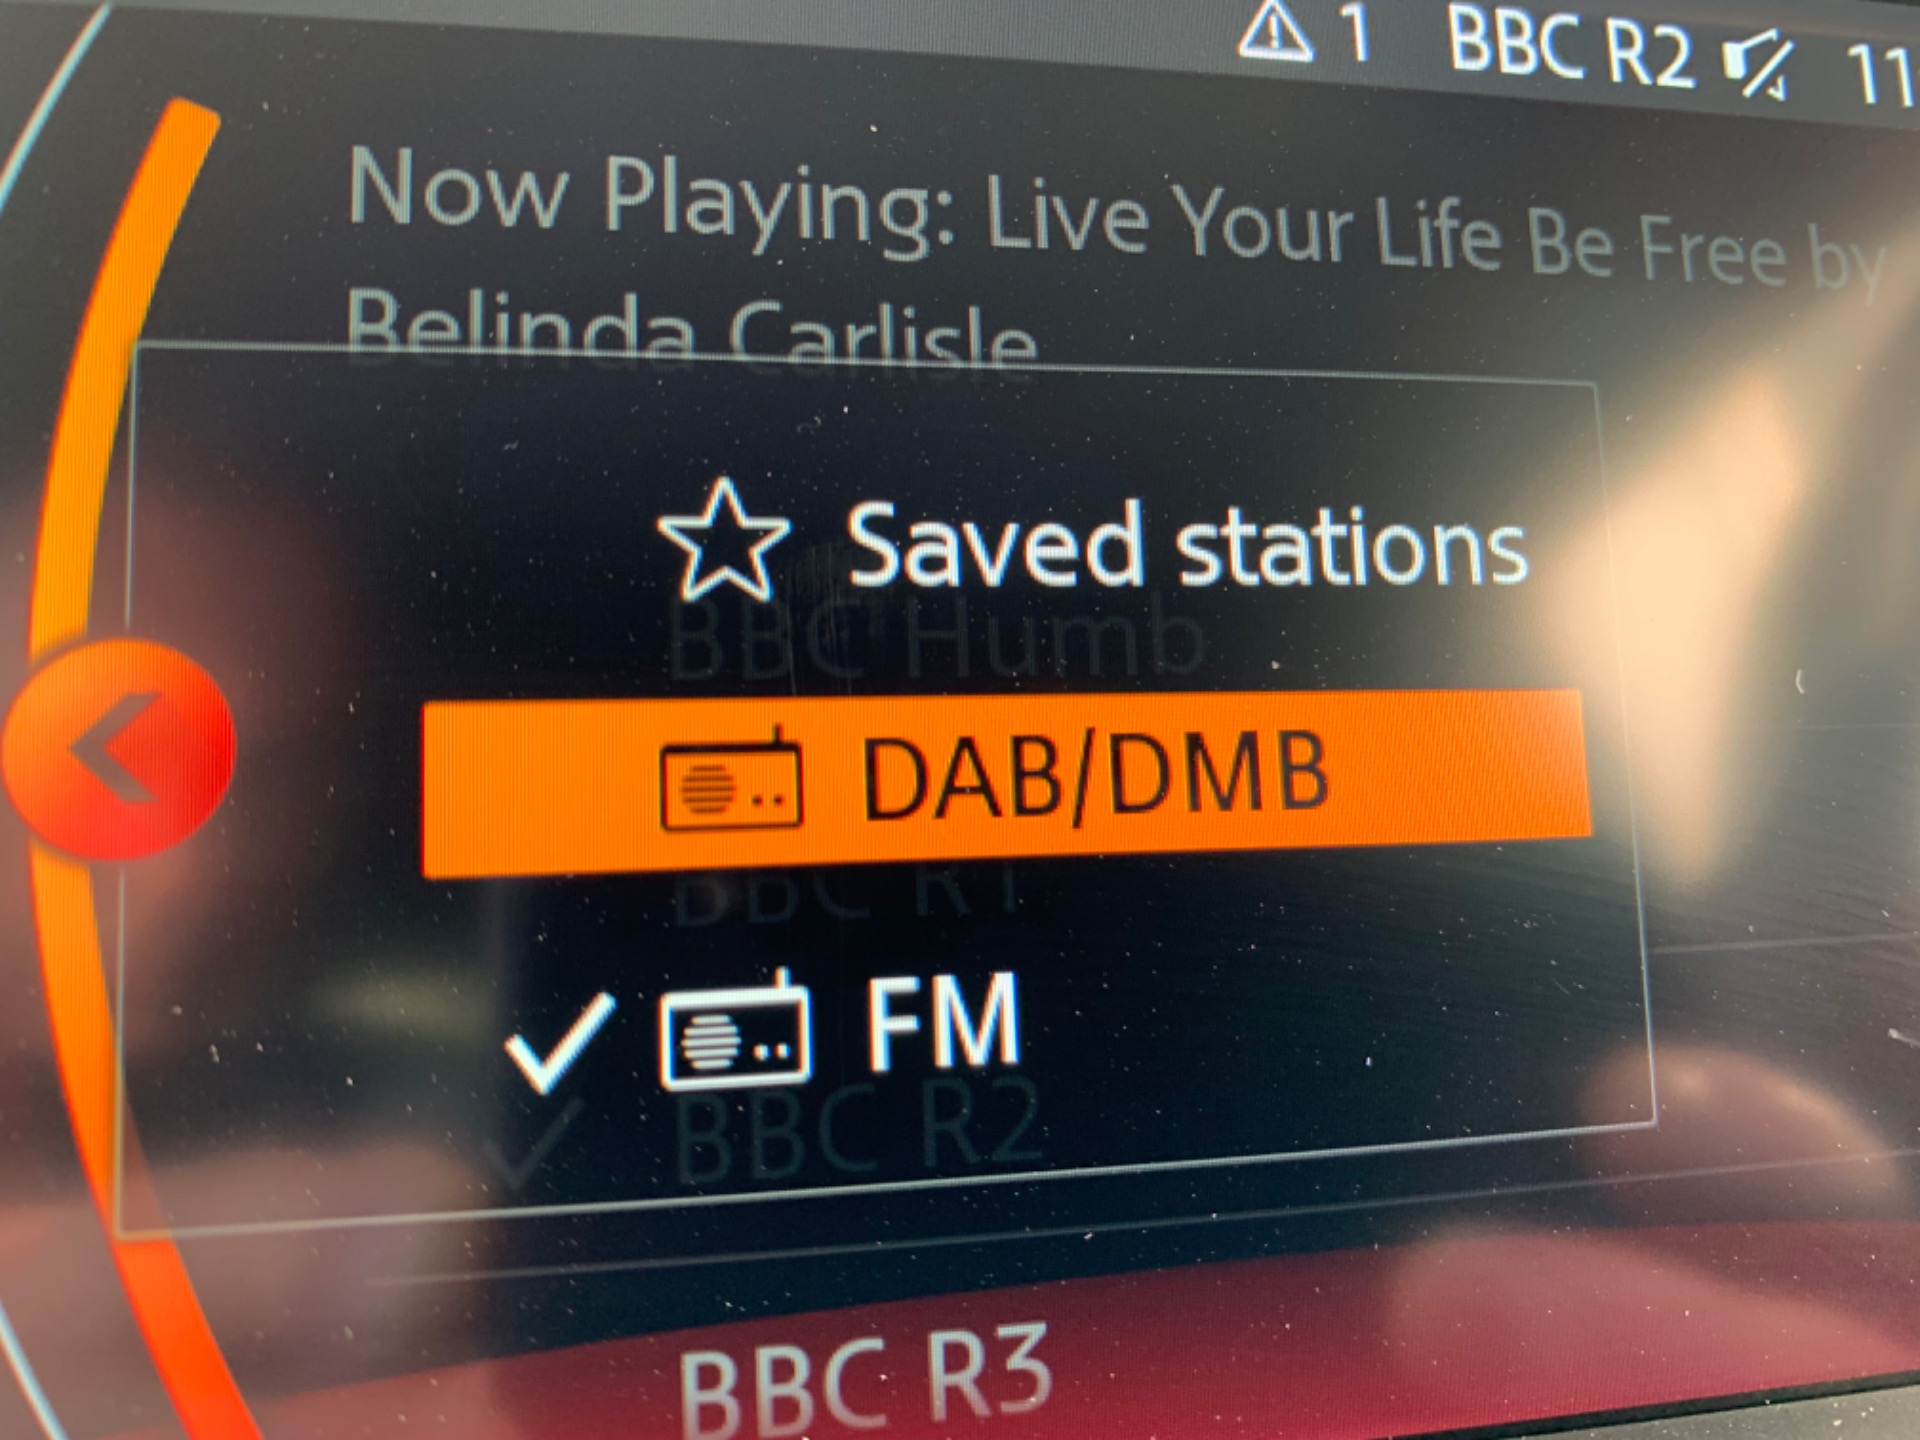 1 BBC R2 11
Now Playing: Live Your Life Be Free by
Belinda Carlisle
Saved stations
BBC Humb
DAB/DMB
BBC R1
FM
BBC R2
BBC R3